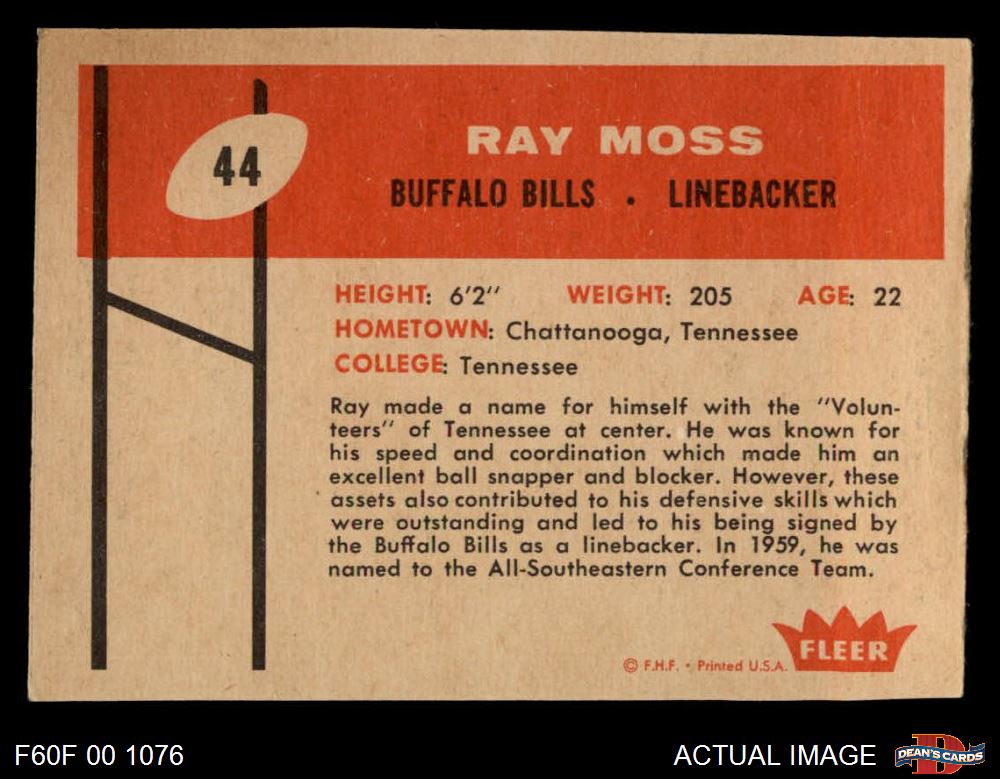 44
RAY MOSS
BUFFALO BILLS • LINEBACKER
HEIGHT: 6'2" WEIGHT: 205 AGE: 22
HOMETOWN: Chattanooga, Tennessee
COLLEGE: Tennessee
Ray made a name for himself with the "Volun-
teers" of Tennessee at center. He was known for
his speed and coordination which made him an
excellent ball snapper and blocker. However, these
assets also contributed to his defensive skills which
were outstanding and led to his being signed by
the Buffalo Bills as a linebacker. In 1959, he was
named to the All-Southeastern Conference Team.
FLEER
© F.H.F. • Printed U.S.A.
F60F 00 1076
ACTUAL IMAGE
D
DEAN'S CARDS